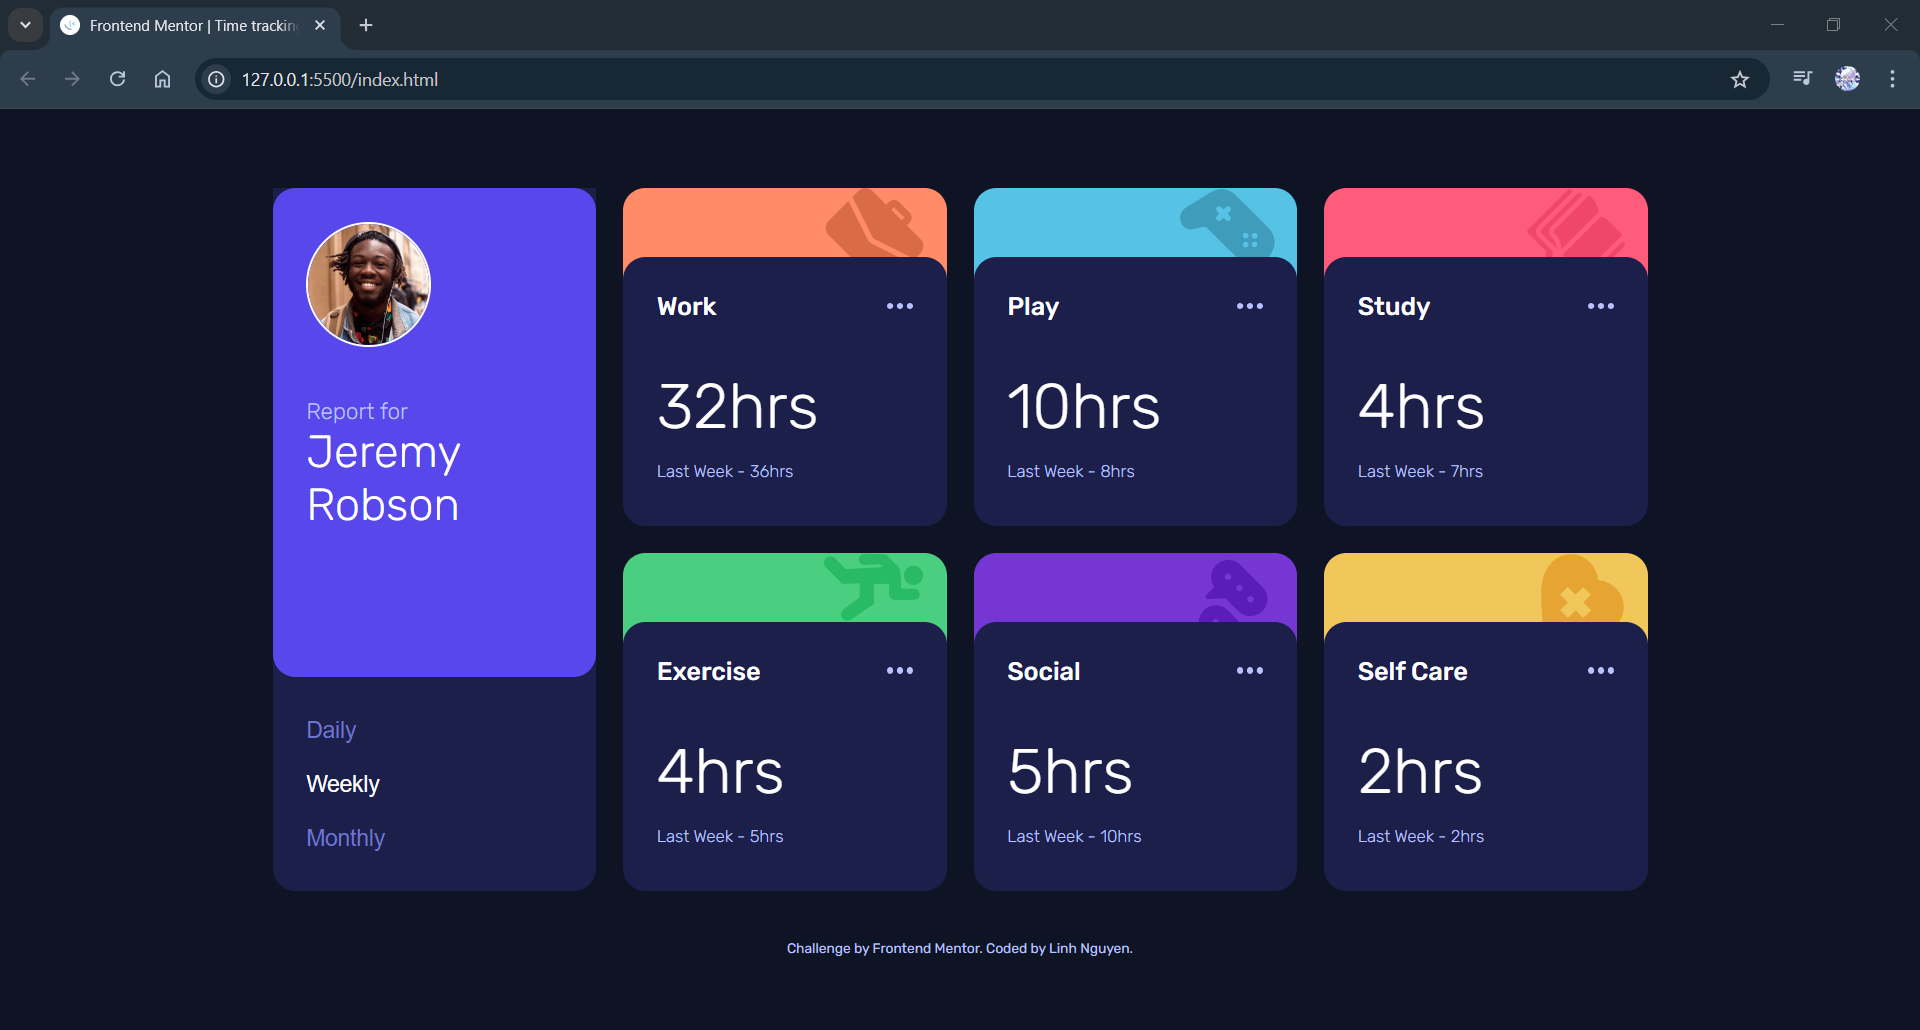 Frontend Mentor | Time trackin
127.0.0.1:5500/index.html
Report for
Jeremy
Robson
Daily
Weekly
Monthly
Work
32hrs
Last Week - 36hrs
Play
10hrs
Last Week - 8hrs
Study
4hrs
Last Week - 7hrs
Exercise
4hrs
Last Week - 5hrs
Social
5hrs
Last Week - 10hrs
Self Care
2hrs
Last Week - 2hrs
Challenge by Frontend Mentor. Coded by Linh Nguyen.